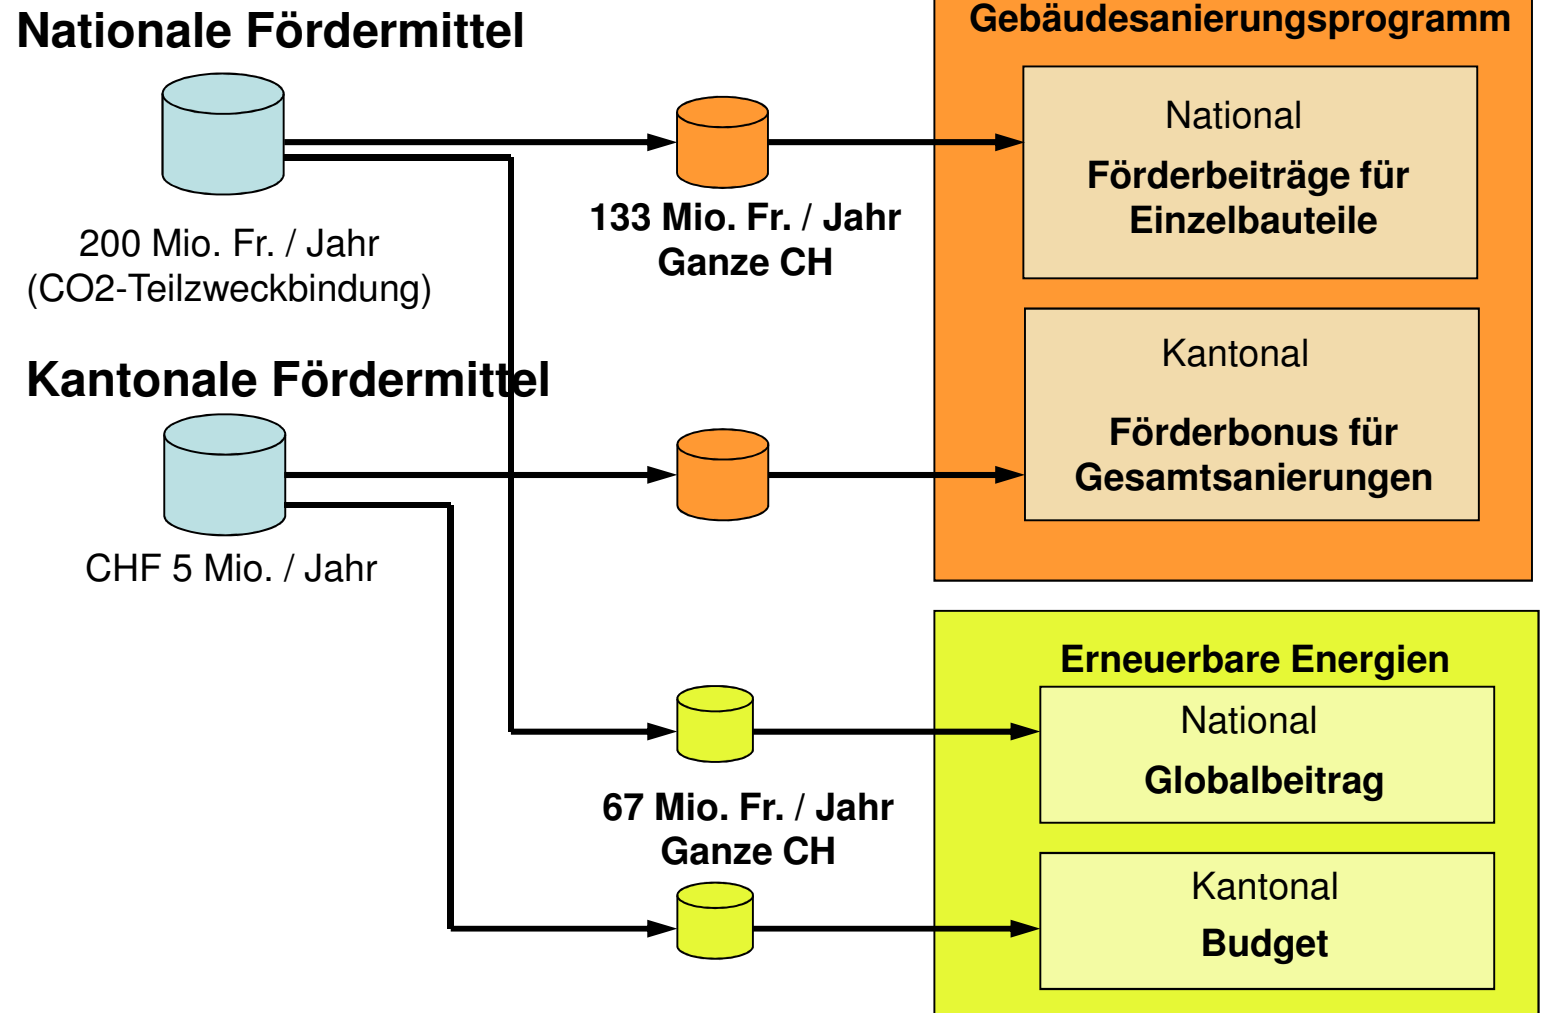 Nationale Fördermittel
200 Mio. Fr. / Jahr
(CO2-Teilzweckbindung)
133 Mio. Fr. / Jahr
Ganze CH
Gebäudesanierungsprogramm
National
Förderbeiträge für
Einzelbauteile
Kantonale Fördermittel
CHF 5 Mio. / Jahr
Kantonal
Förderbonus für
Gesamtsanierungen
67 Mio. Fr. / Jahr
Ganze CH
Erneuerbare Energien
National
Globalbeitrag
Kantonal
Budget